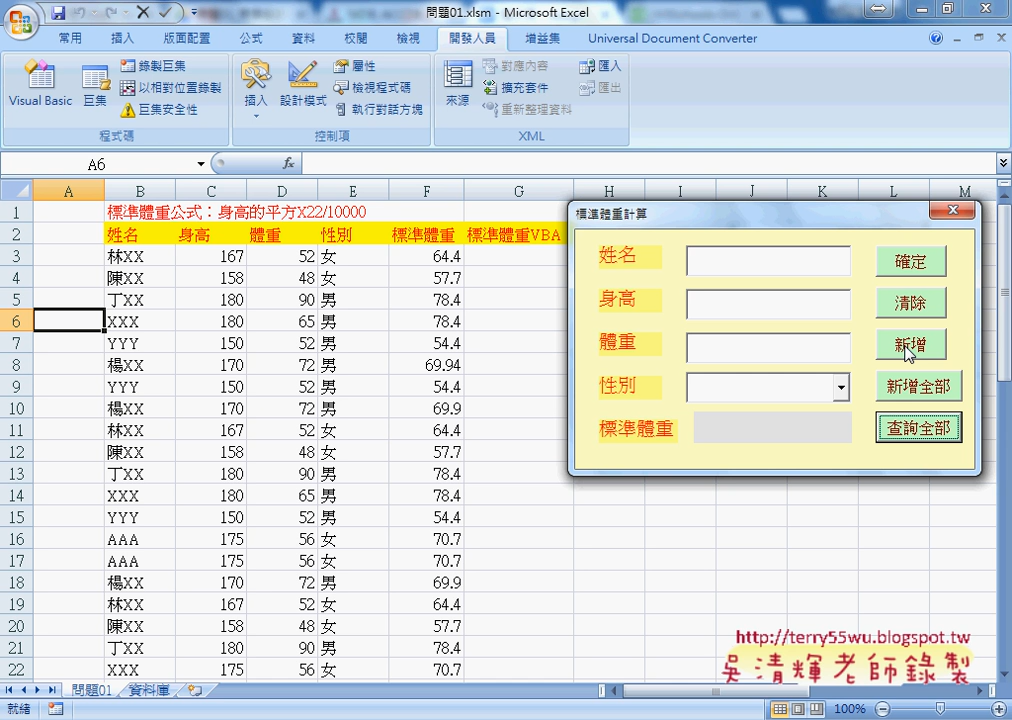 問題01.xlsm - Microsoft Excel
常用 插入 版面配置 公式 資料 校閱 檢視 開發人員 增益集 Universal Document Converter
Visual Basic 巨集 錄製巨集 以相對位置錄製 巨集安全性 程式碼
插入 設計模式 屬性 檢視程式碼 執行對話方塊 控制項
來源 對應內容 擴充套件 重新整理資料 匯入 匯出 XML
A6 fx
A B C D E F G H I J K L M
1 標準體重公式：身高的平方X22/10000
2 姓名 身高 體重 性別 標準體重 標準體重VBA
3 林XX 167 52 女 64.4
4 陳XX 158 48 女 57.7
5 丁XX 180 90 男 78.4
6 XXX 180 65 男 78.4
7 YYY 150 52 男 54.4
8 楊XX 170 72 男 69.94
9 YYY 150 52 男 54.4
10 楊XX 170 72 男 69.9
11 林XX 167 52 女 64.4
12 陳XX 158 48 女 57.7
13 丁XX 180 90 男 78.4
14 XXX 180 65 男 78.4
15 YYY 150 52 男 54.4
16 AAA 175 56 女 70.7
17 AAA 175 56 女 70.7
18 楊XX 170 72 男 69.9
19 林XX 167 52 女 64.4
20 陳XX 158 48 女 57.7
21 丁XX 180 90 男 78.4
22 XXX 175 56 女 70.7
標準體重計算
姓名 確定
身高 清除
體重 新增
性別 新增全部
標準體重 查詢全部
http://terry55wu.blogspot.tw
吳清輝老師錄製
問題01 資料庫
就緒 100%